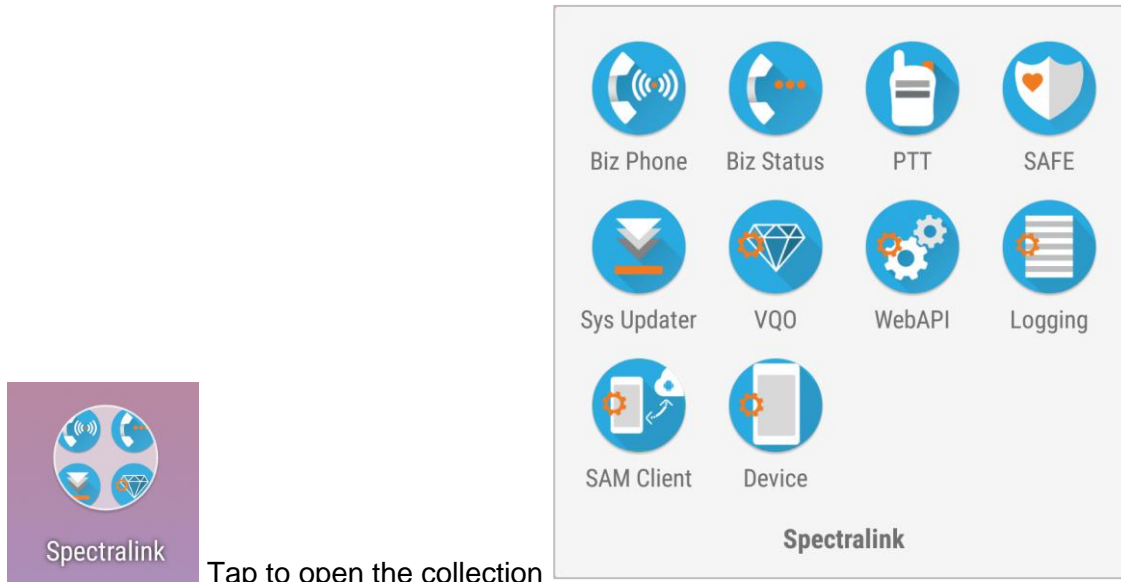 Biz Phone Biz Status PTT SAFE
Sys Updater VQO WebAPI Logging
SAM Client Device
Spectralink
Spectralink
Tap to open the collection